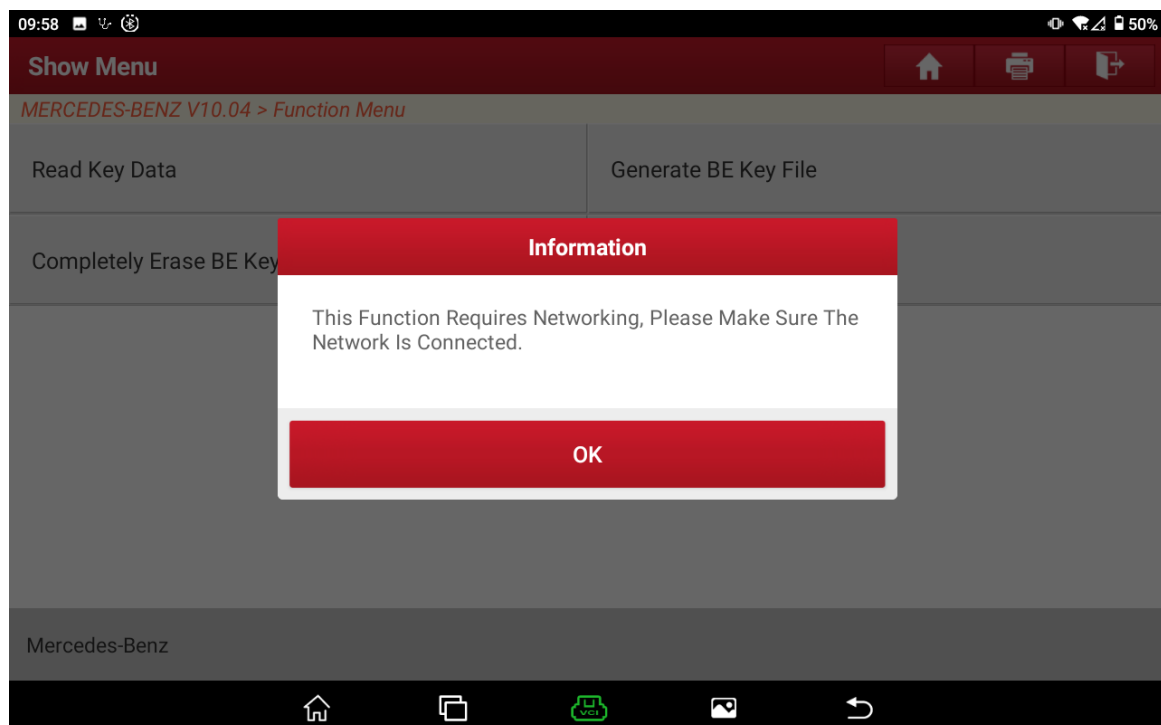 09:58
50%
Show Menu
MERCEDES-BENZ V10.04 > Function Menu
Read Key Data
Generate BE Key File
Completely Erase BE Key
Information
This Function Requires Networking, Please Make Sure The
Network Is Connected.
OK
Mercedes-Benz
VCI